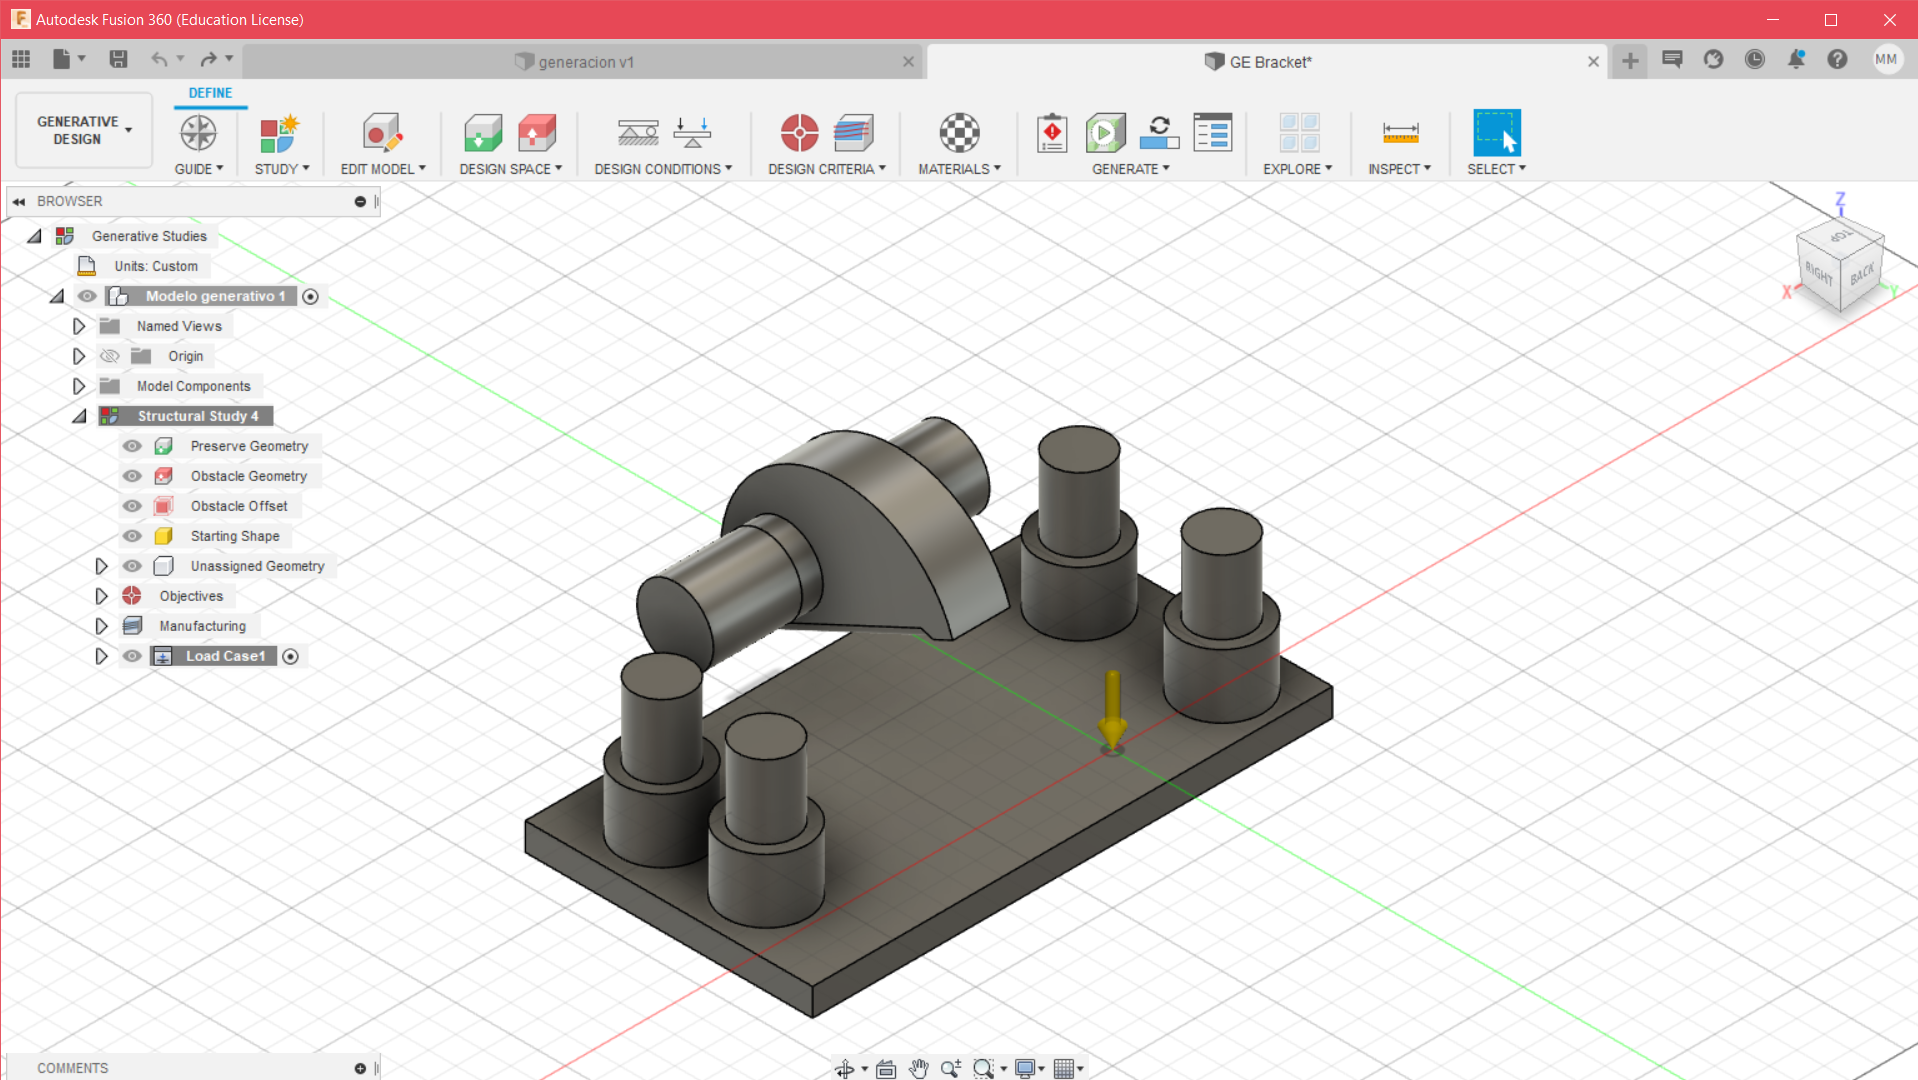 Autodesk Fusion 360 (Education License)
generacion v1
GE Bracket*
MM
DEFINE
GENERATIVE
DESIGN
GUIDE
STUDY
EDIT MODEL
DESIGN SPACE
DESIGN CONDITIONS
DESIGN CRITERIA
MATERIALS
GENERATE
EXPLORE
INSPECT
SELECT
BROWSER
Generative Studies
Units: Custom
Modelo generativo 1
Named Views
Origin
Model Components
Structural Study 4
Preserve Geometry
Obstacle Geometry
Obstacle Offset
Starting Shape
Unassigned Geometry
Objectives
Manufacturing
Load Case1
Z
TOP
RIGHT
BACK
X
Y
COMMENTS